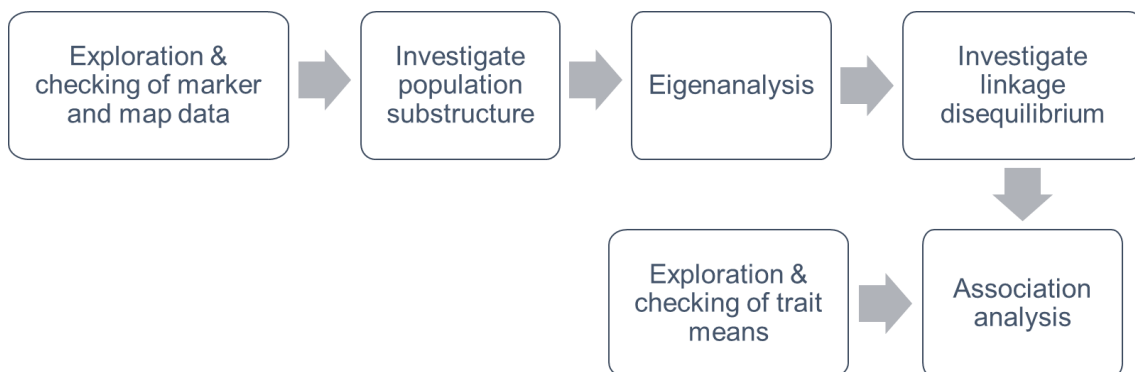 Exploration &
checking of marker
and map data
Investigate
population
substructure
Eigenanalysis
Investigate
linkage
disequilibrium
Exploration &
checking of trait
means
Association
analysis